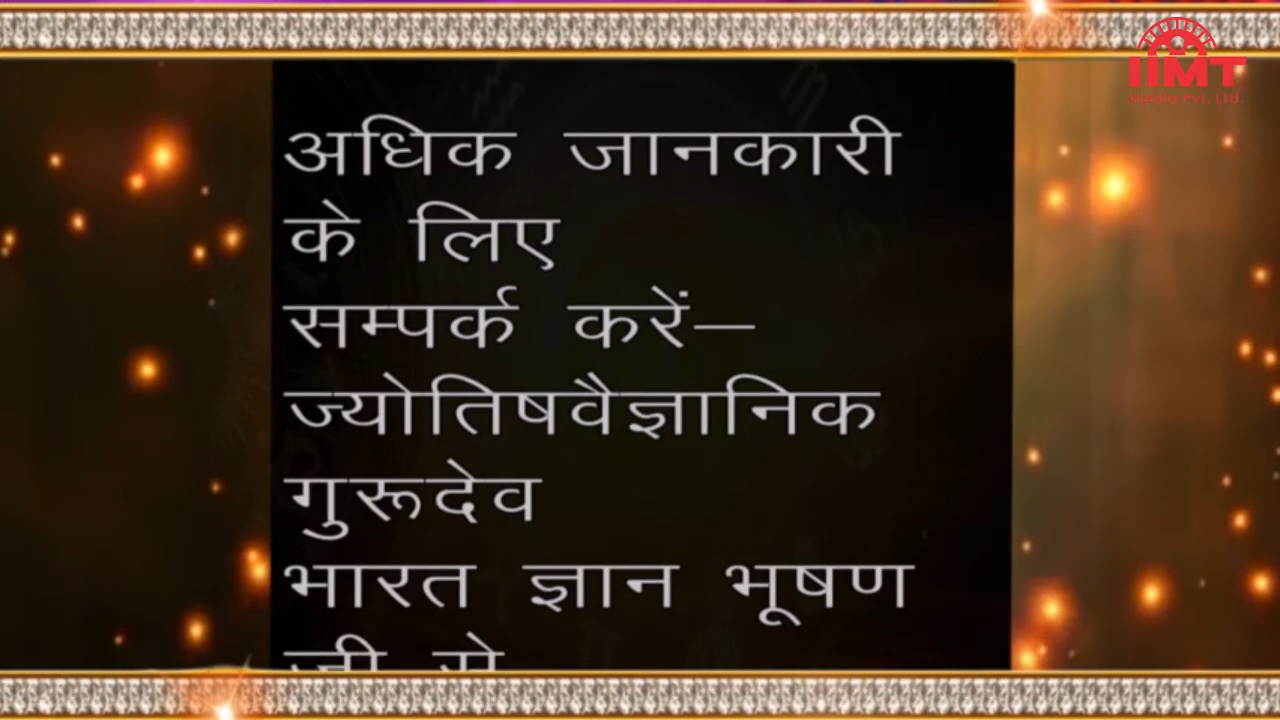 IIMT
Media Pvt. Ltd.
अधिक जानकारी
के लिए
सम्पर्क करें—
ज्योतिषवैज्ञानिक
गुरूदेव
भारत ज्ञान भूषण
जी से